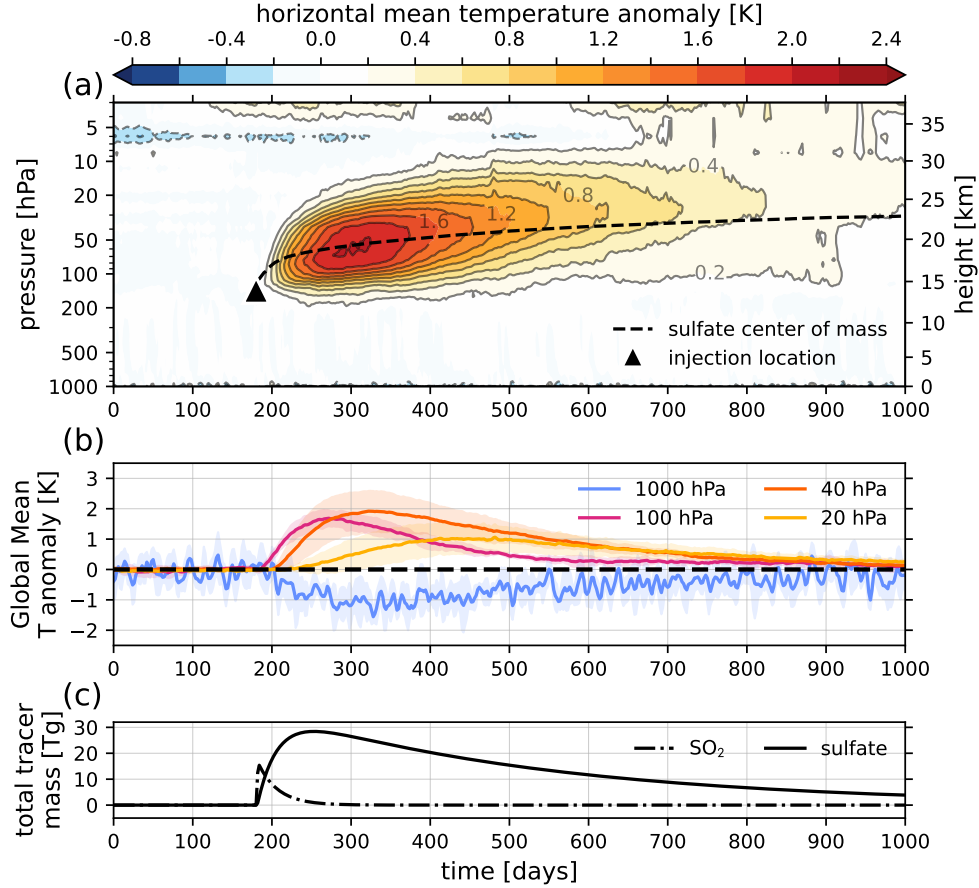 horizontal mean temperature anomaly [K]
-0.8 -0.4 0.0 0.4 0.8 1.2 1.6 2.0 2.4
(a)
pressure [hPa]
5
10
20
50
100
200
500
1000
height [km]
35
30
25
20
15
10
5
0
0.4
0.8
1.2
1.6
0.2
sulfate center of mass
injection location
0 100 200 300 400 500 600 700 800 900 1000
(b)
Global Mean
T anomaly [K]
3
2
1
0
−1
−2
1000 hPa
100 hPa
40 hPa
20 hPa
0 100 200 300 400 500 600 700 800 900 1000
(c)
total tracer
mass [Tg]
30
20
10
0
SO₂
sulfate
0 100 200 300 400 500 600 700 800 900 1000
time [days]